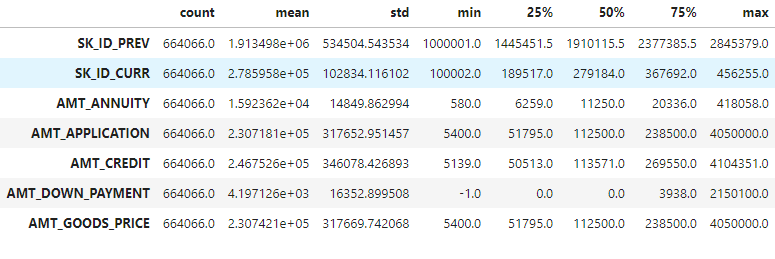 count mean std min 25% 50% 75% max
SK_ID_PREV 664066.0 1.913498e+06 534504.543534 1000001.0 1445451.5 1910115.5 2377385.5 2845379.0
SK_ID_CURR 664066.0 2.785958e+05 102834.116102 100002.0 189517.0 279184.0 367692.0 456255.0
AMT_ANNUITY 664066.0 1.592362e+04 14849.862994 580.0 6259.0 11250.0 20336.0 418058.0
AMT_APPLICATION 664066.0 2.307181e+05 317652.951457 5400.0 51795.0 112500.0 238500.0 4050000.0
AMT_CREDIT 664066.0 2.467526e+05 346078.426893 5139.0 50513.0 113571.0 269550.0 4104351.0
AMT_DOWN_PAYMENT 664066.0 4.197126e+03 16352.899508 -1.0 0.0 0.0 3938.0 2150100.0
AMT_GOODS_PRICE 664066.0 2.307421e+05 317669.742068 5400.0 51795.0 112500.0 238500.0 4050000.0